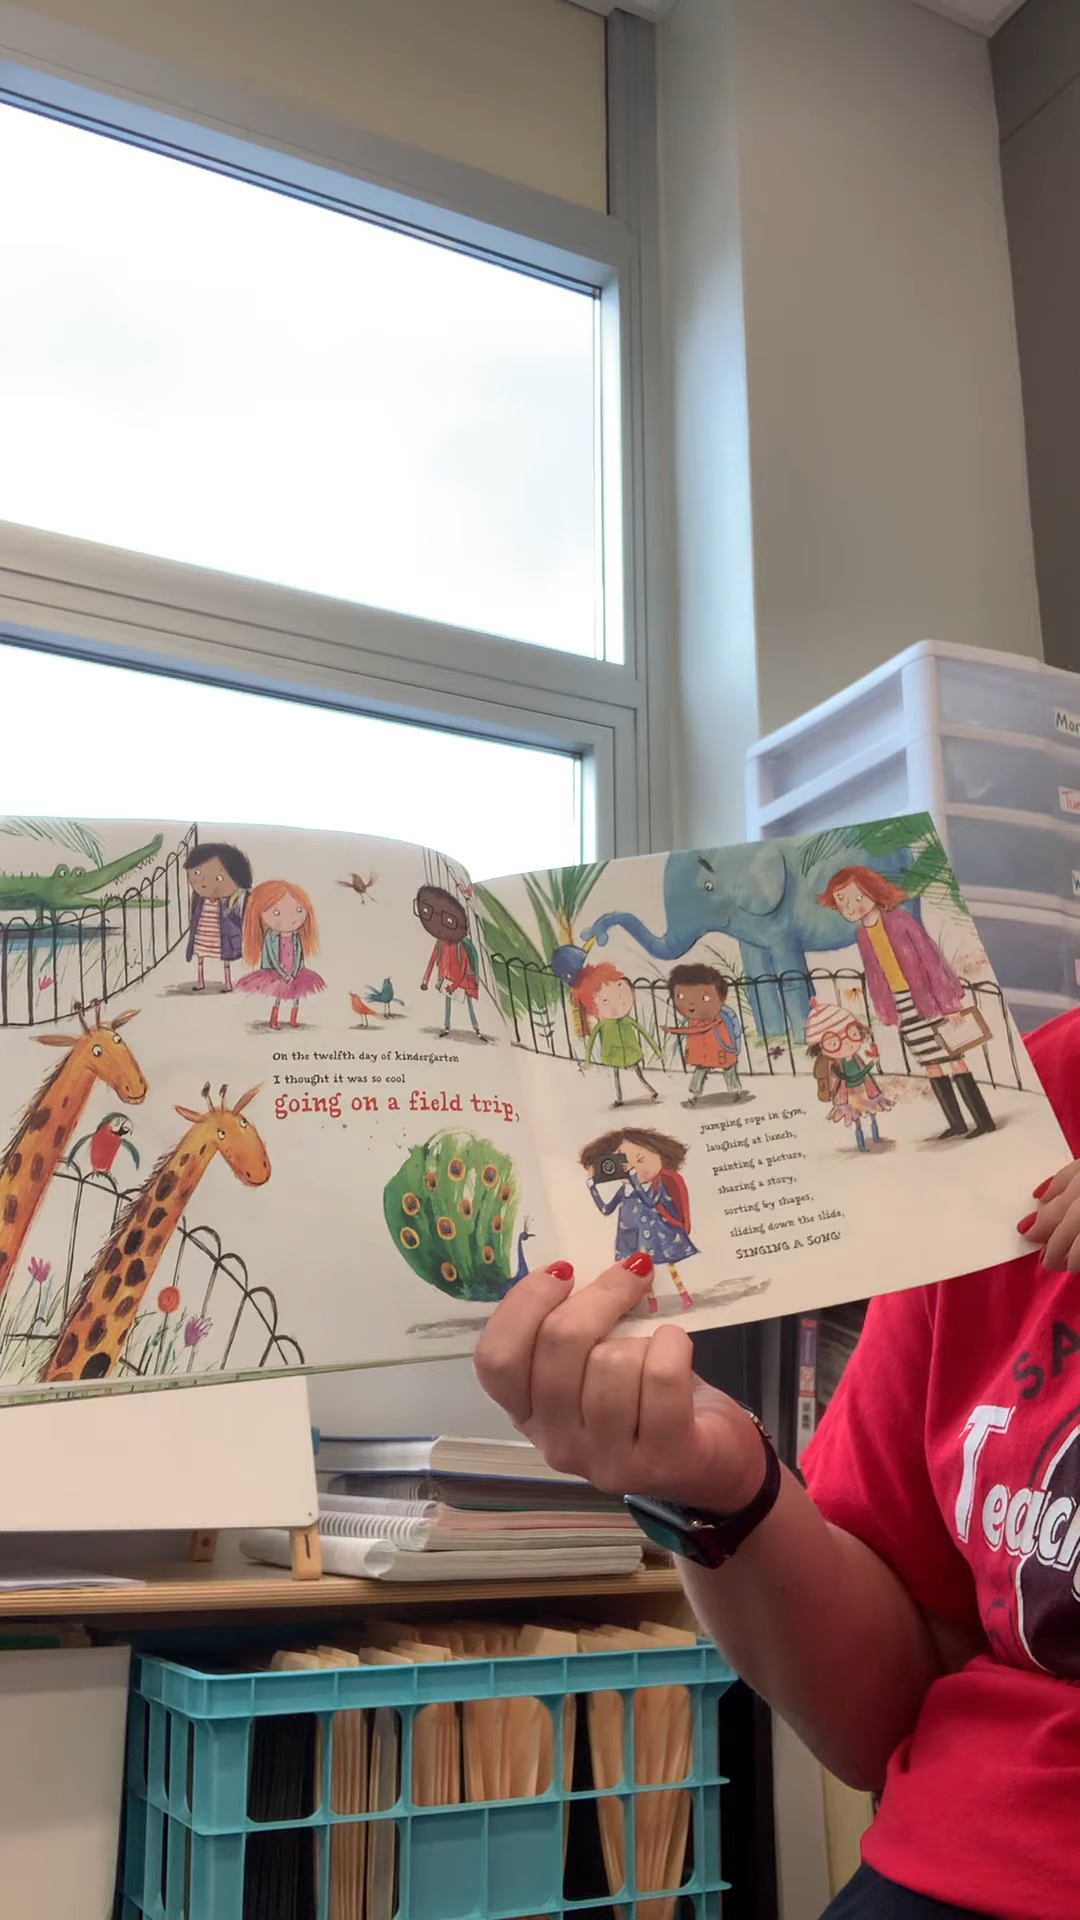 On the twelfth day of kindergarten
I thought it was so cool
going on a field trip,
jumping rope in gym,
laughing at lunch,
painting a picture,
sharing a story,
sorting by shapes,
sliding down the slide,
SINGING A SONG!